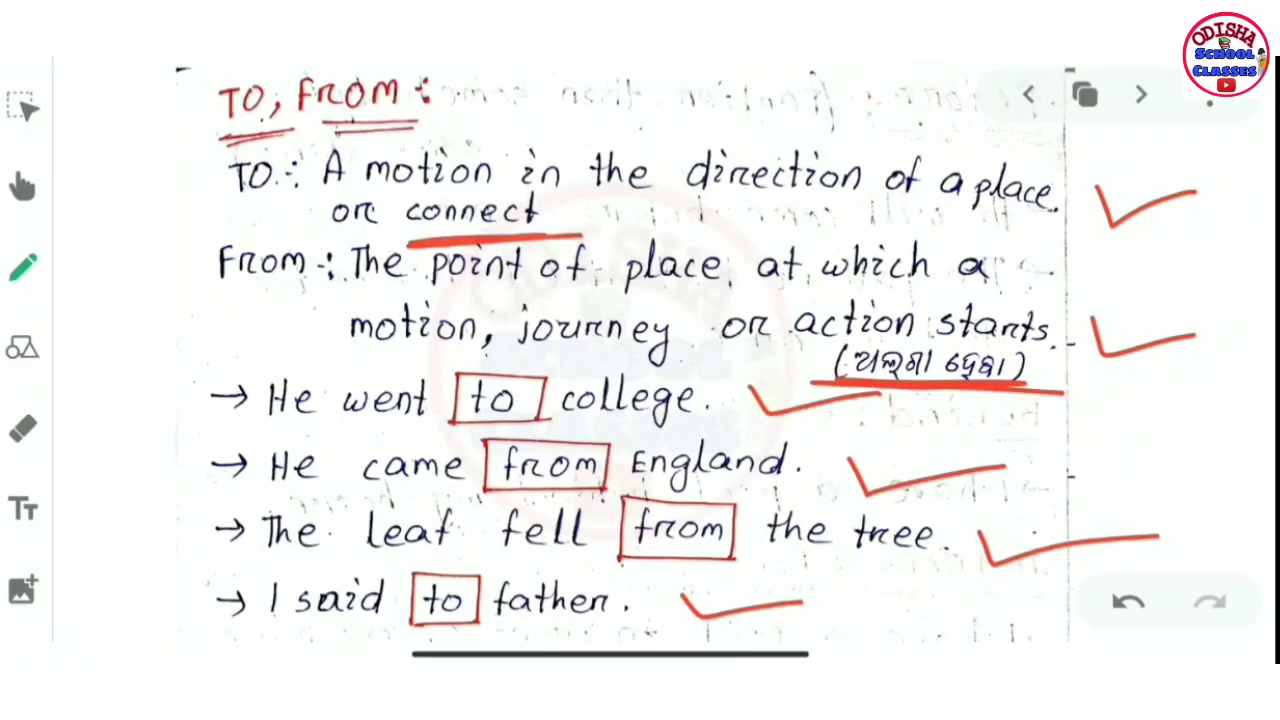 ODISHA
SCHOOL
CLASSES
TO, From :
TO :- A motion in the direction of a place.
or connect
From :- The point of place at which a
motion, journey or action starts.
→ He went to college.
→ He came from England.
→ The leaf fell from the tree.
→ I said to father.
TT